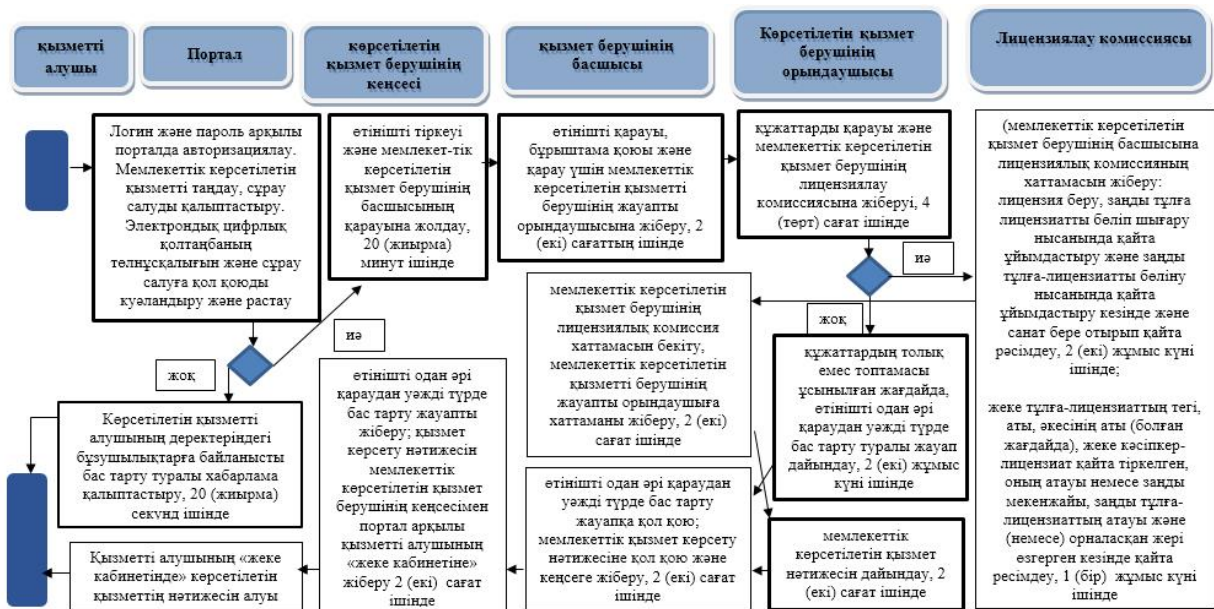 қызметті
алушы
Портал
көрсетілетін
қызмет берушінің
кеңсесі
қызмет берушінің
басшысы
Көрсетілетін қызмет
берушінің
орындаушысы
Лицензиялау комиссиясы
Логин және пароль арқылы
порталда авторизациялау.
Мемлекеттік көрсетілетін
қызметті таңдау, сұрау
салуды қалыптастыру.
Электрондық цифрлық
қолтаңбаның
төлнұсқалығын және сұрау
салуға қол қоюды
куәландыру және растау
өтінішті тіркеуі
және мемлекет-тік
көрсетілетін
қызмет берушінің
басшысының
қарауына жолдау,
20 (жиырма)
минут ішінде
өтінішті қарауы,
бұрыштама қоюы және
қарау үшін мемлекеттік
көрсетілетін қызметті
берушінің жауапты
орындаушысына жіберу, 2
(екі) сағаттың ішінде
құжаттарды қарауы және
мемлекеттік көрсетілетін
қызмет берушінің
лицензиялау
комиссиясына жіберуі, 4
(төрт) сағат ішінде
(мемлекеттік көрсетілетін
қызмет берушінің басшысына
лицензиялық комиссияның
хаттамасын жіберу:
лицензия беру, заңды тұлға
лицензиатты бөліп шығару
нысанында қайта
ұйымдастыру және заңды
тұлға-лицензиатты бөліну
нысанында қайта
ұйымдастыру кезінде және
санат бере отырып қайта
рәсімдеу, 2 (екі) жұмыс күні
ішінде;
жеке тұлға-лицензиаттың тегі,
аты, әкесінің аты (болған
жағдайда), жеке кәсіпкер-
лицензиат қайта тіркелген,
оның атауы немесе заңды
мекенжайы, заңды тұлға-
лицензиаттың атауы және
(немесе) орналасқан жері
өзгерген кезінде қайта
ресімдеу, 1 (бір) жұмыс күні
ішінде
иә
жоқ
иә
жоқ
мемлекеттік көрсетілетін
қызмет берушінің
лицензиялық комиссия
хаттамасын бекіту,
мемлекеттік көрсетілетін
қызметті берушінің
жауапты орындаушыға
хаттаманы жіберу, 2 (екі)
сағат ішінде
құжаттардың толық
емес топтамасы
ұсынылған жағдайда,
өтінішті одан әрі
қараудан уәжді түрде
бас тарту туралы жауап
дайындау, 2 (екі) жұмыс
күні ішінде
Көрсетілетін қызметті
алушының деректеріндегі
бұзушылықтарға байланысты
бас тарту туралы хабарлама
қалыптастыру, 20 (жиырма)
секунд ішінде
өтінішті одан әрі
қараудан уәжді түрде
бас тарту жауапты
жіберу; қызмет
көрсету нәтижесін
мемлекеттік
көрсетілетін қызмет
берушінің кеңсесімен
портал арқылы
қызметті алушының
«жеке кабинетіне»
жіберу 2 (екі) сағат
ішінде
өтінішті одан әрі қараудан
уәжді түрде бас тарту
жауапқа қол қою;
мемлекеттік қызмет көрсету
нәтижесіне қол қою және
кеңсеге жіберу, 2 (екі) сағат
ішінде
мемлекеттік
көрсетілетін қызмет
нәтижесін дайындау, 2
(екі) сағат ішінде
Қызметті алушының «жеке
кабинетінде» көрсетілетін
қызметтің нәтижесін алуы